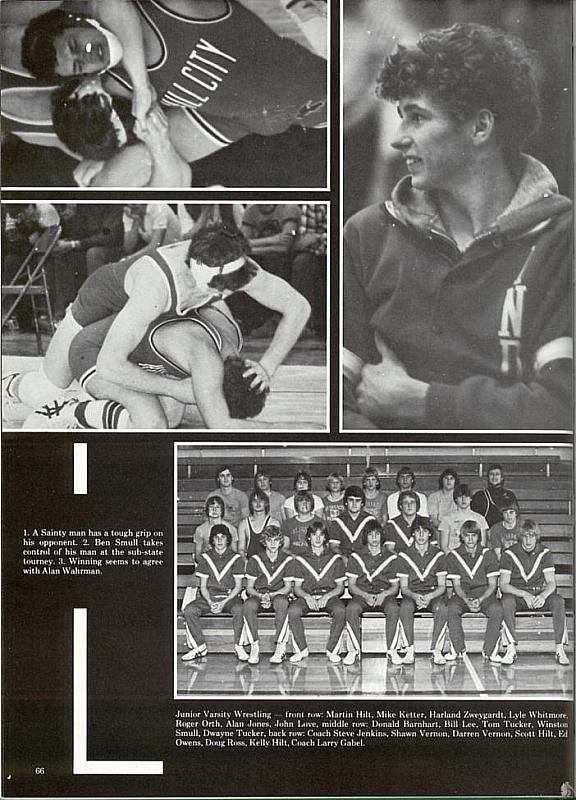 LL CITY
N
1. A Sainty man has a tough grip on
his opponent. 2. Ben Smull takes
control of his man at the sub-state
tourney. 3. Winning seems to agree
with Alan Wahrman.
Junior Varsity Wrestling — front row: Martin Hilt, Mike Ketter, Harland Zweygardt, Lyle Whitmore,
Roger Orth, Alan Jones, John Love, middle row: Donald Barnhart, Bill Lee, Tom Tucker, Winston
Smull, Dwayne Tucker, back row: Coach Steve Jenkins, Shawn Vernon, Darren Vernon, Scott Hilt, Ed
Owens, Doug Ross, Kelly Hilt, Coach Larry Gabel.
66